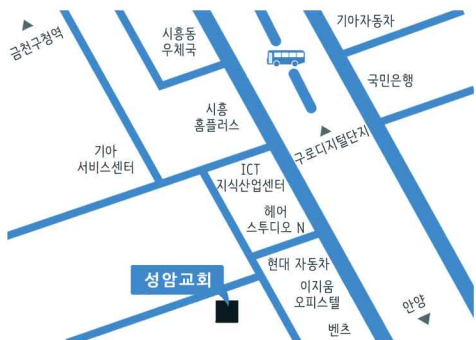 기아자동차
금천구청역
시흥동
우체국
국민은행
시흥
홈플러스
구로디지털단지
기아
서비스센터
ICT
지식산업센터
헤어
스투디오 N
현대 자동차
성암교회
이지움
오피스텔
안양
벤츠